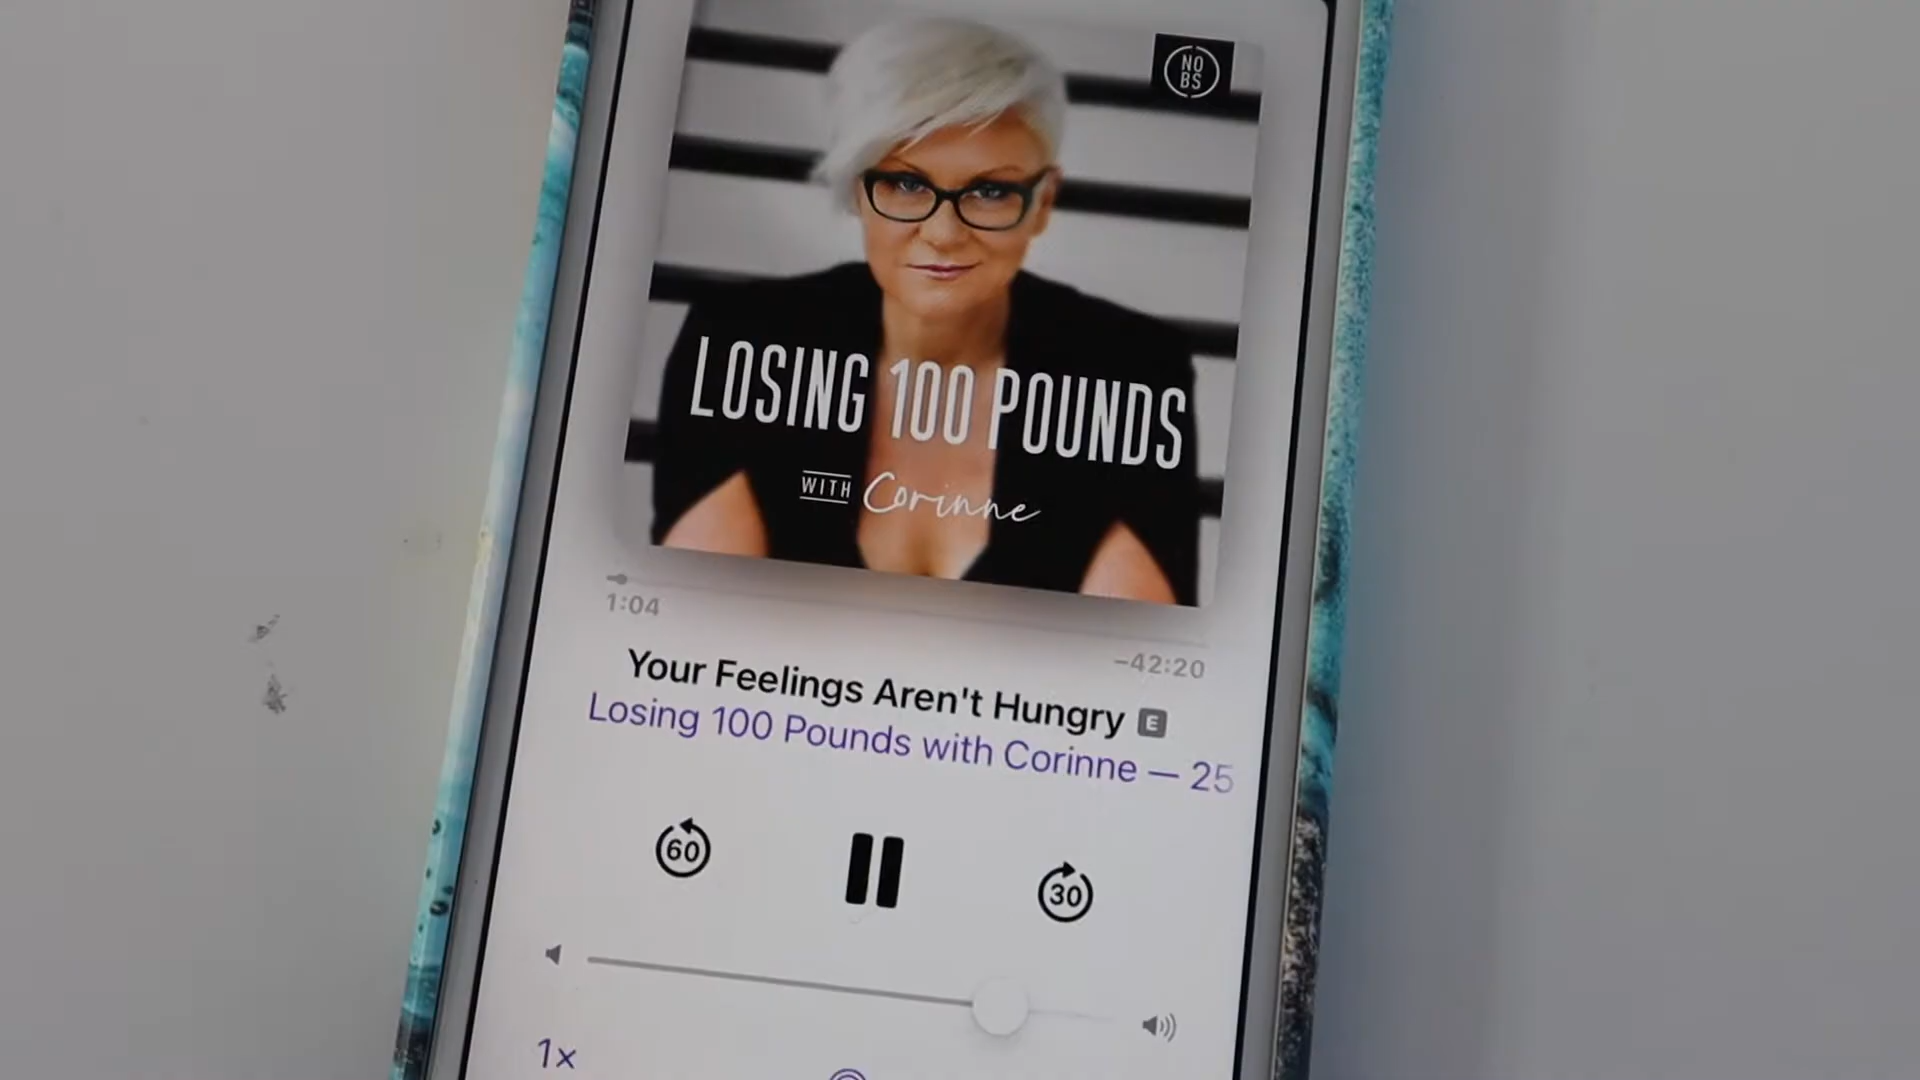 NO
BS
LOSING 100 POUNDS
WITH Corinne
1:04
-42:20
Your Feelings Aren't Hungry E
Losing 100 Pounds with Corinne — 25
60
30
1x